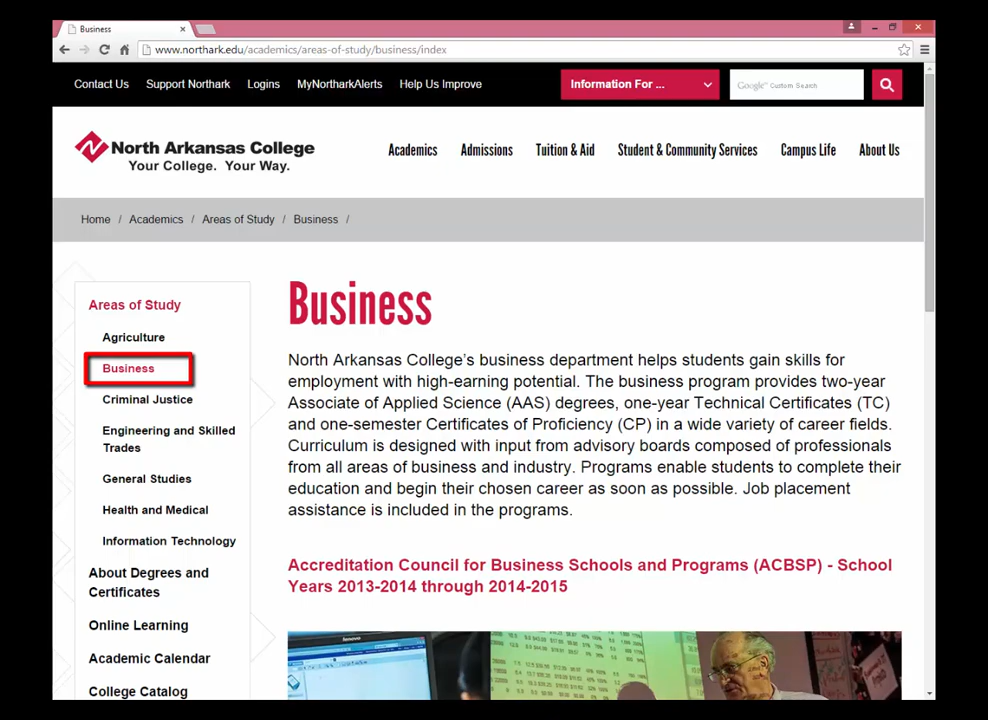 Business
www.northark.edu/academics/areas-of-study/business/index
Contact Us Support Northark Logins MyNortharkAlerts Help Us Improve Information For ... Google™ Custom Search
North Arkansas College
Your College. Your Way.
Academics Admissions Tuition & Aid Student & Community Services Campus Life About Us
Home / Academics / Areas of Study / Business /
Areas of Study
Agriculture
Business
Criminal Justice
Engineering and Skilled
Trades
General Studies
Health and Medical
Information Technology
About Degrees and
Certificates
Online Learning
Academic Calendar
College Catalog
Business
North Arkansas College's business department helps students gain skills for
employment with high-earning potential. The business program provides two-year
Associate of Applied Science (AAS) degrees, one-year Technical Certificates (TC)
and one-semester Certificates of Proficiency (CP) in a wide variety of career fields.
Curriculum is designed with input from advisory boards composed of professionals
from all areas of business and industry. Programs enable students to complete their
education and begin their chosen career as soon as possible. Job placement
assistance is included in the programs.
Accreditation Council for Business Schools and Programs (ACBSP) - School
Years 2013-2014 through 2014-2015
lenovo